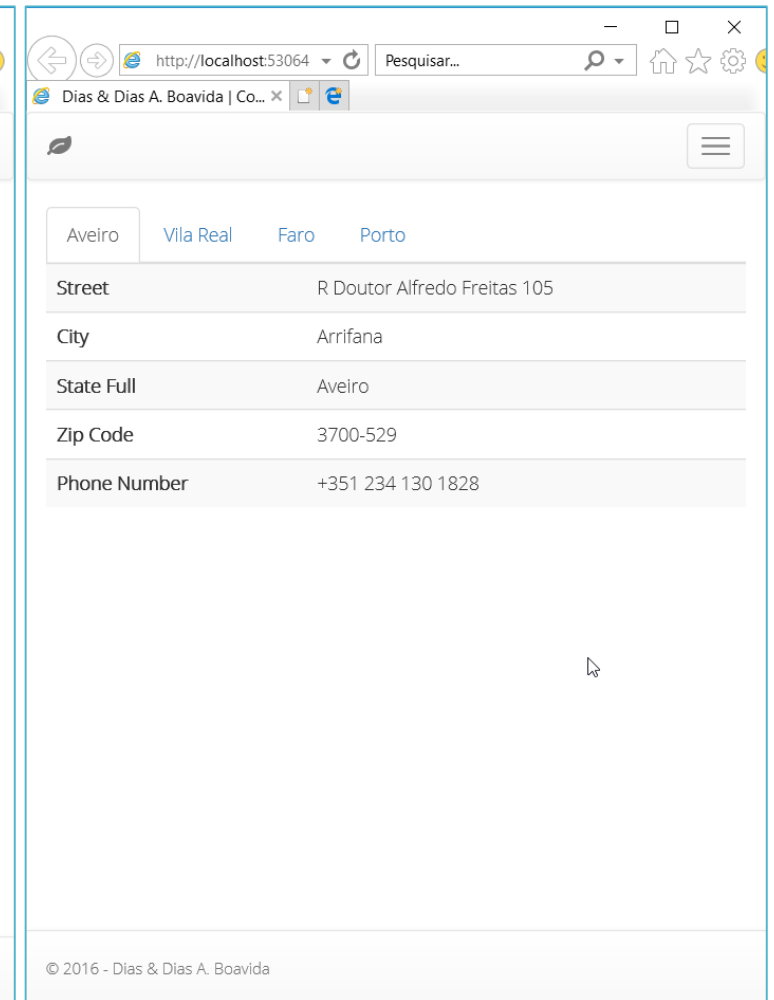 http://localhost:53064
Pesquisar...
Dias & Dias A. Boavida | Co...
Aveiro Vila Real Faro Porto
Street R Doutor Alfredo Freitas 105
City Arrifana
State Full Aveiro
Zip Code 3700-529
Phone Number +351 234 130 1828
© 2016 - Dias & Dias A. Boavida